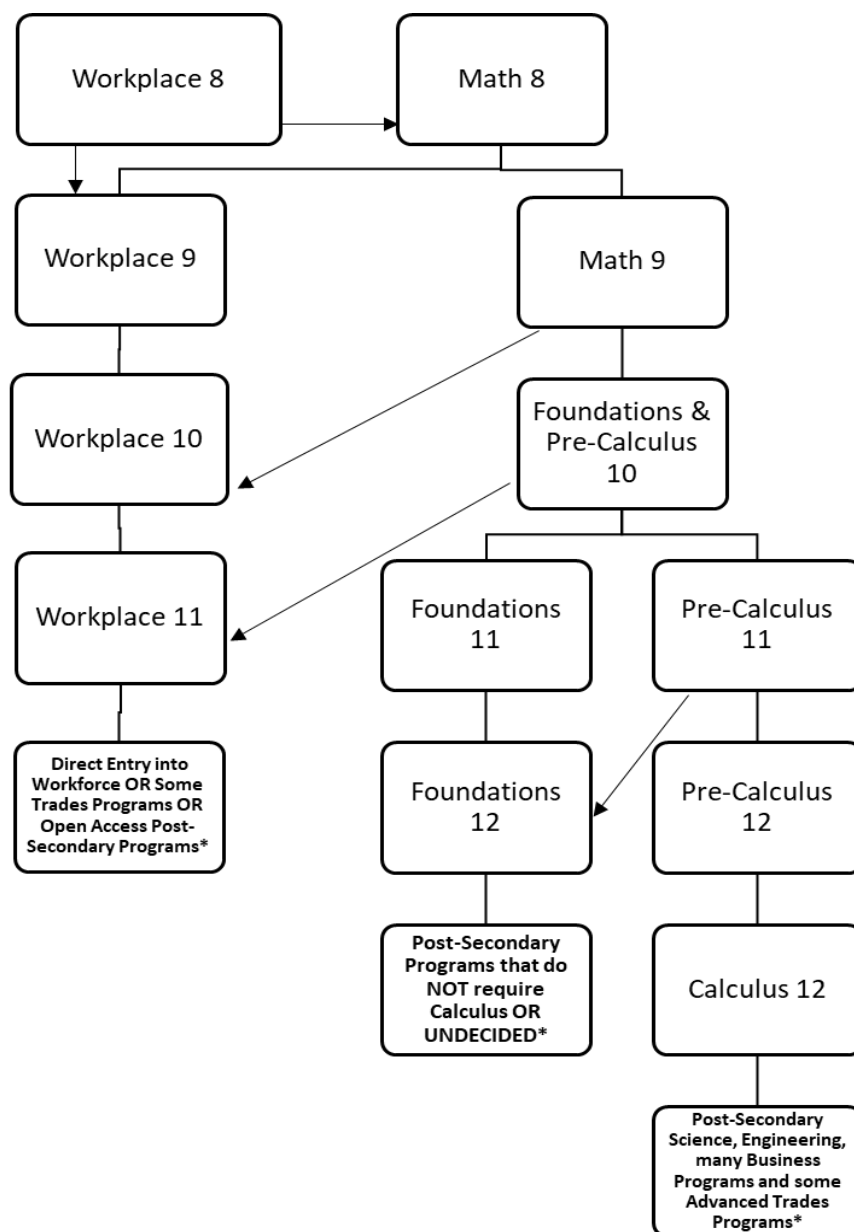 Workplace 8
Math 8
Workplace 9
Math 9
Workplace 10
Foundations &
Pre-Calculus
10
Workplace 11
Foundations
11
Pre-Calculus
11
Direct Entry into
Workforce OR Some
Trades Programs OR
Open Access Post-
Secondary Programs*
Foundations
12
Pre-Calculus
12
Post-Secondary
Programs that do
NOT require
Calculus OR
UNDECIDED*
Calculus 12
Post-Secondary
Science, Engineering,
many Business
Programs and some
Advanced Trades
Programs*